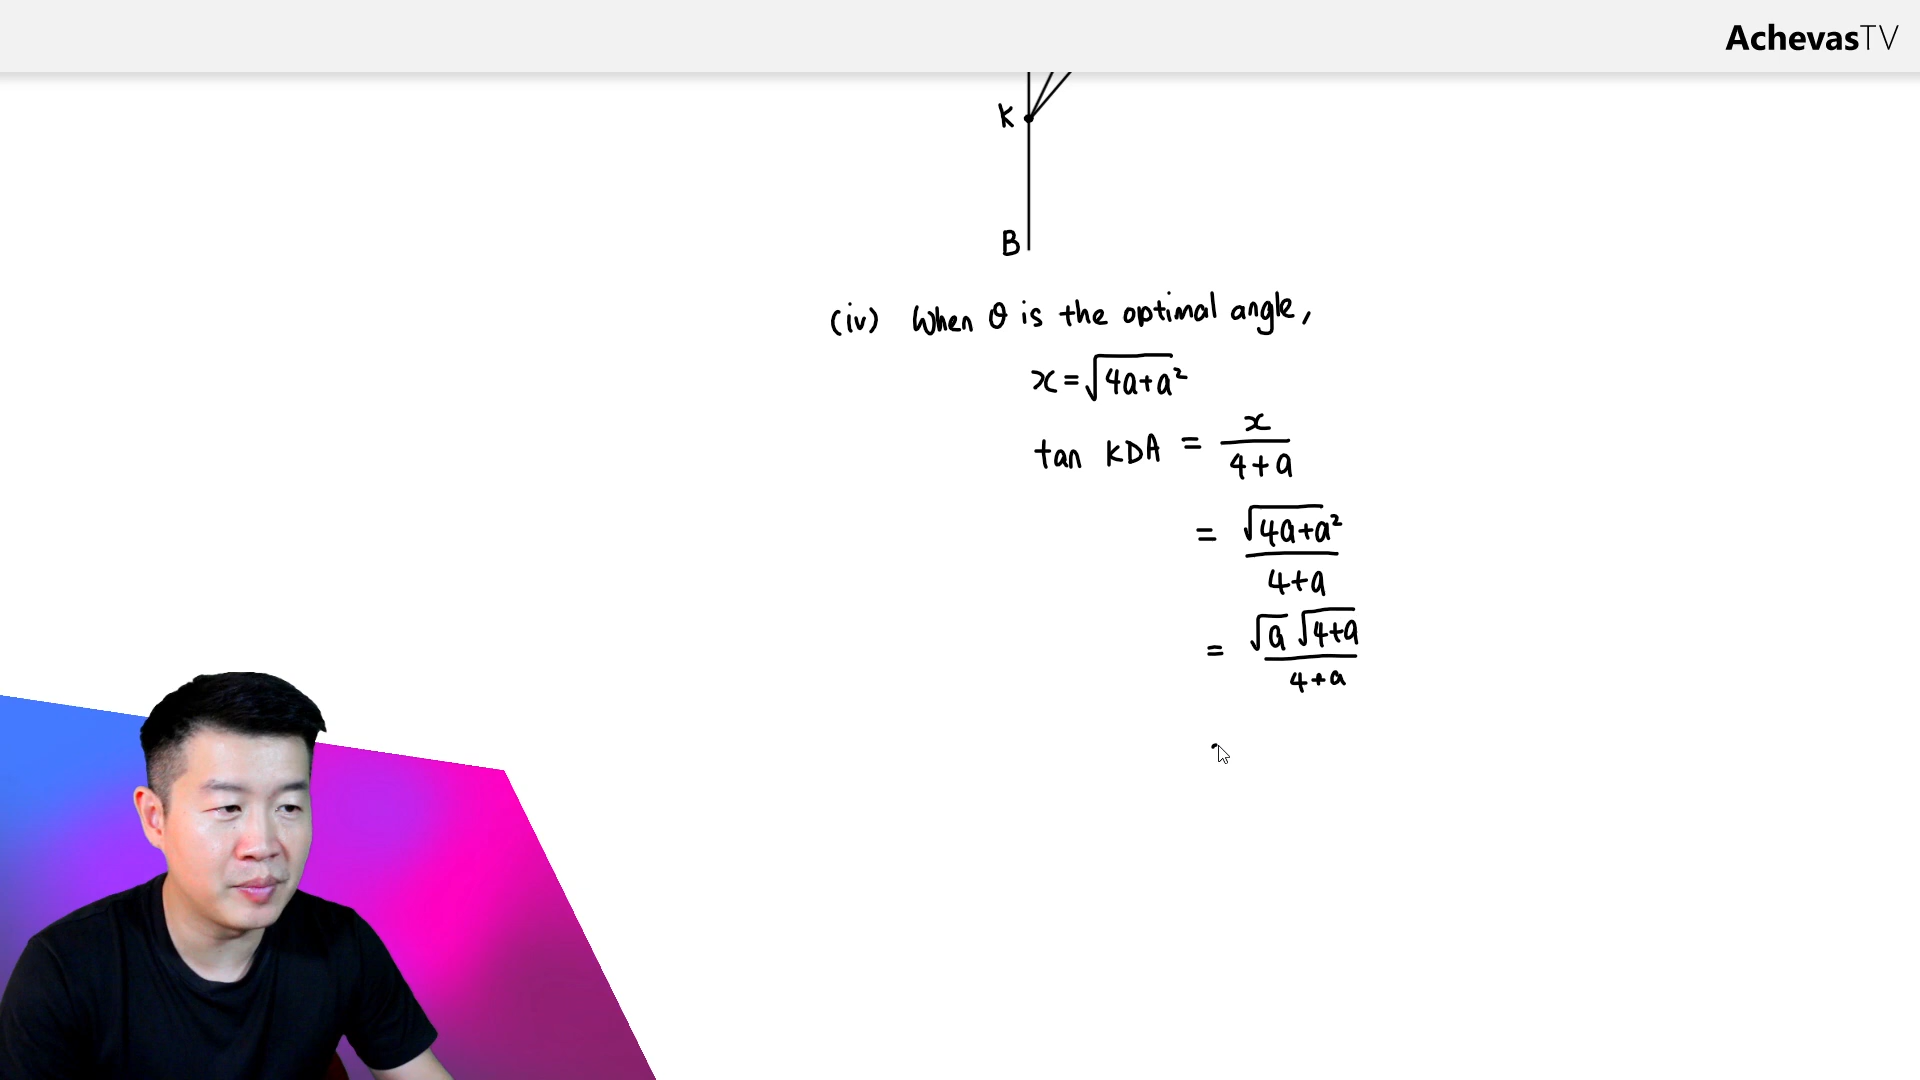 AchevasTV
K
B
(iv) When θ is the optimal angle,
x = √4a+a²
tan KDA = x / 4+a
= √4a+a² / 4+a
= √a √4+a / 4+a